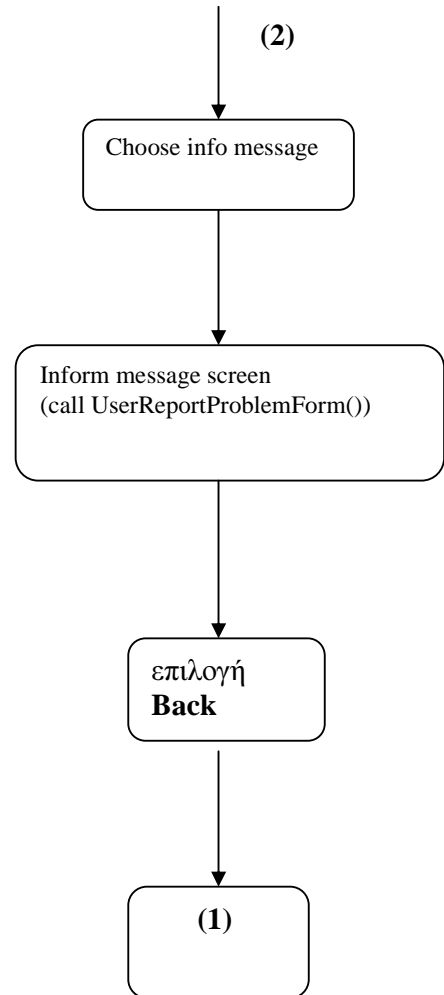 (2)
Choose info message
Inform message screen
(call UserReportProblemForm())
επιλογή
Back
(1)